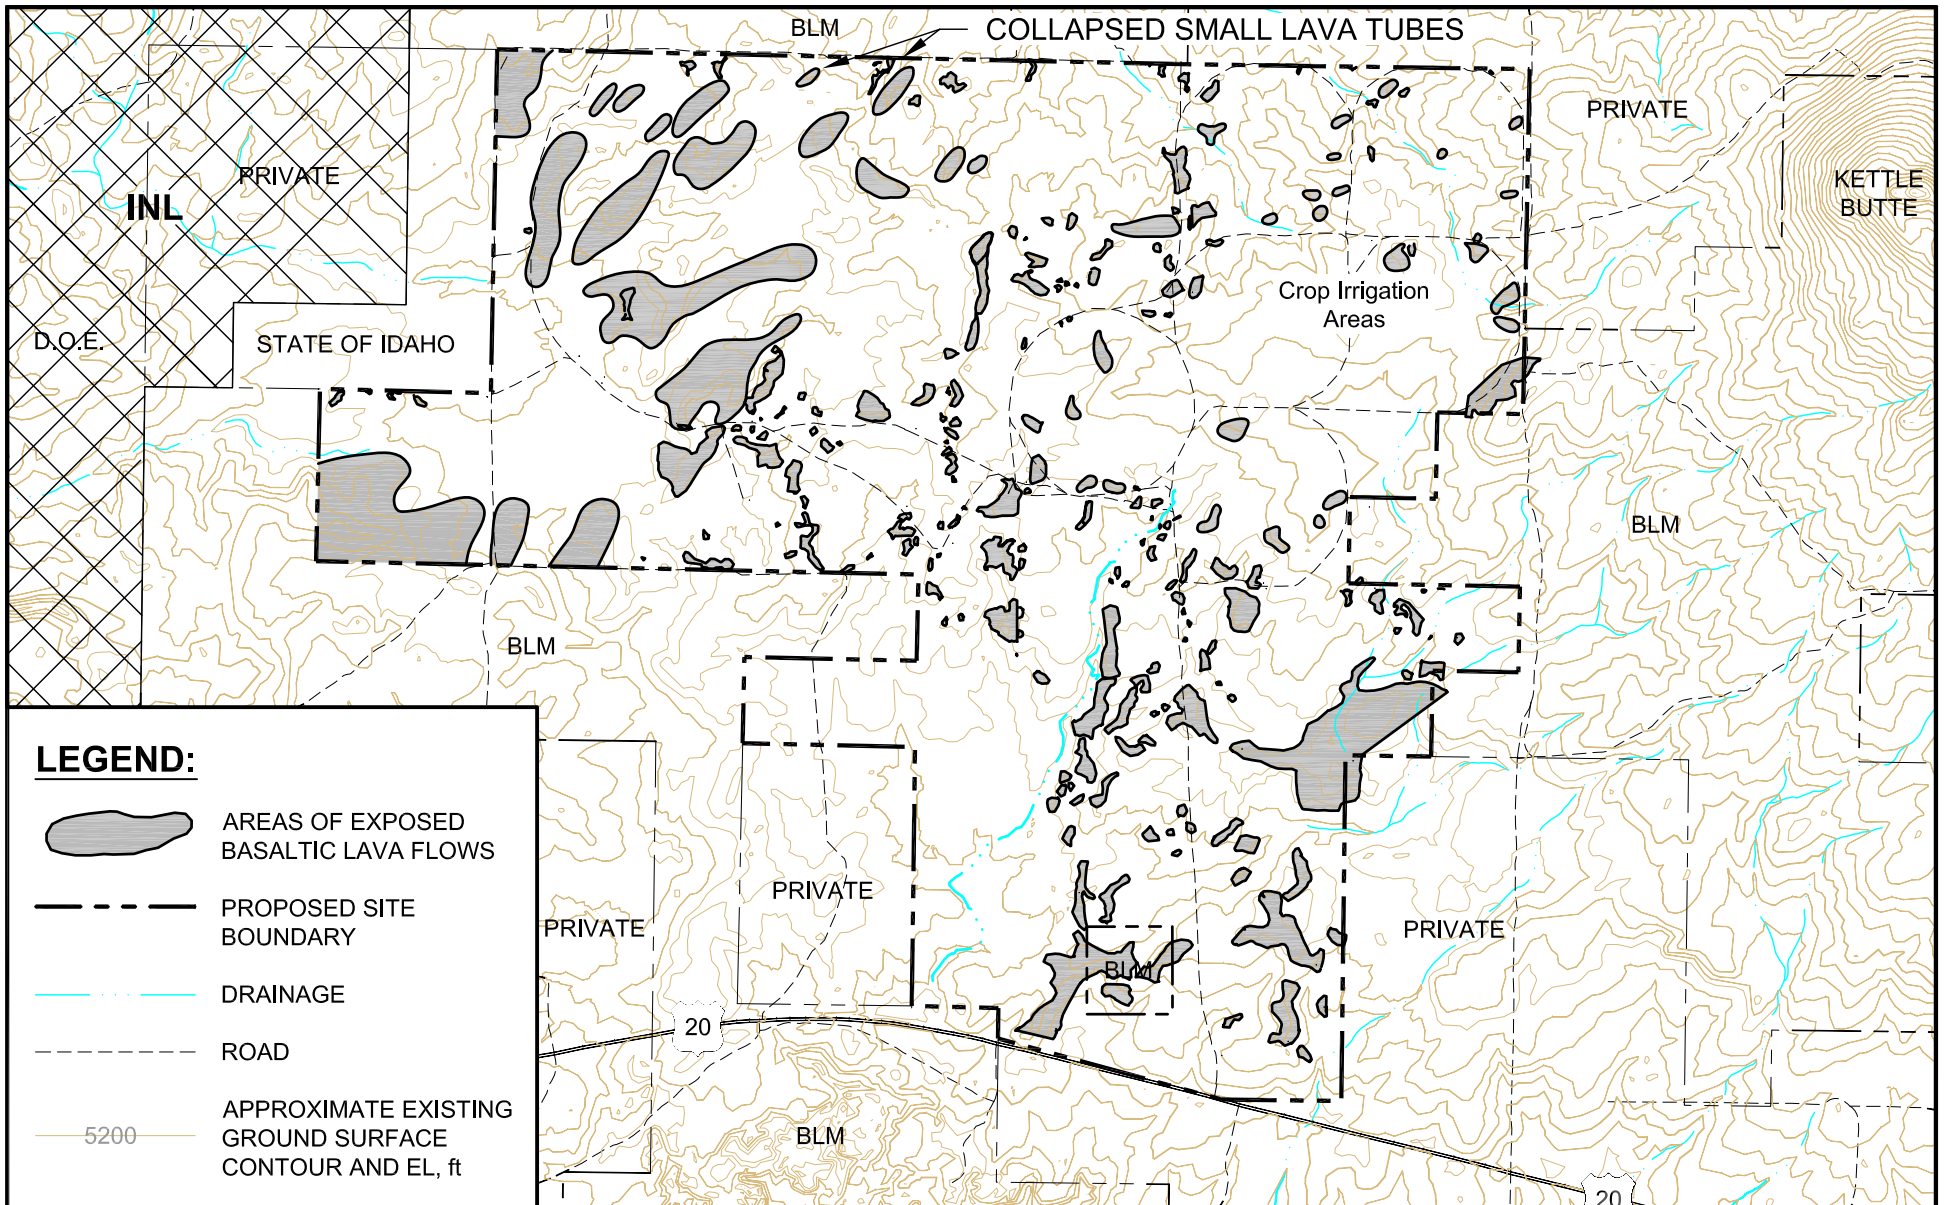 BLM
COLLAPSED SMALL LAVA TUBES
PRIVATE
PRIVATE
KETTLE
BUTTE
INL
Crop Irrigation
Areas
D.O.E.
STATE OF IDAHO
BLM
BLM
LEGEND:
AREAS OF EXPOSED
BASALTIC LAVA FLOWS
PROPOSED SITE
BOUNDARY
DRAINAGE
ROAD
5200
APPROXIMATE EXISTING
GROUND SURFACE
CONTOUR AND EL, ft
PRIVATE
PRIVATE
PRIVATE
BLM
20
BLM
20